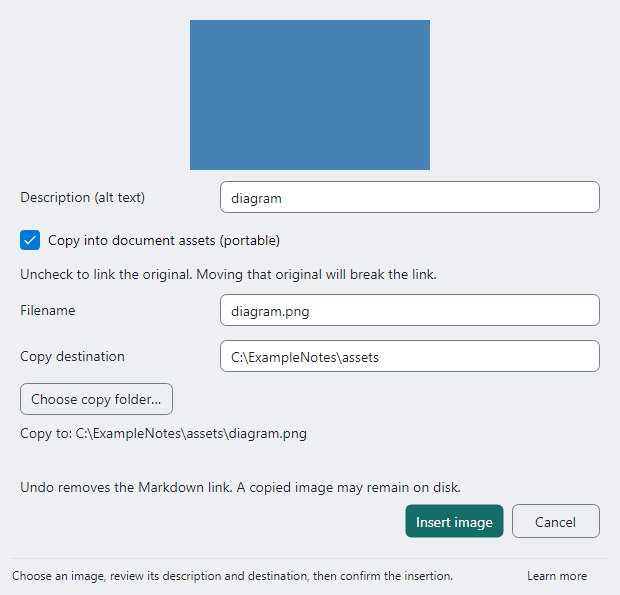 Description (alt text)
diagram
Copy into document assets (portable)
Uncheck to link the original. Moving that original will break the link.
Filename
diagram.png
Copy destination
C:\ExampleNotes\assets
Choose copy folder...
Copy to: C:\ExampleNotes\assets\diagram.png
Undo removes the Markdown link. A copied image may remain on disk.
Insert image
Cancel
Choose an image, review its description and destination, then confirm the insertion.
Learn more